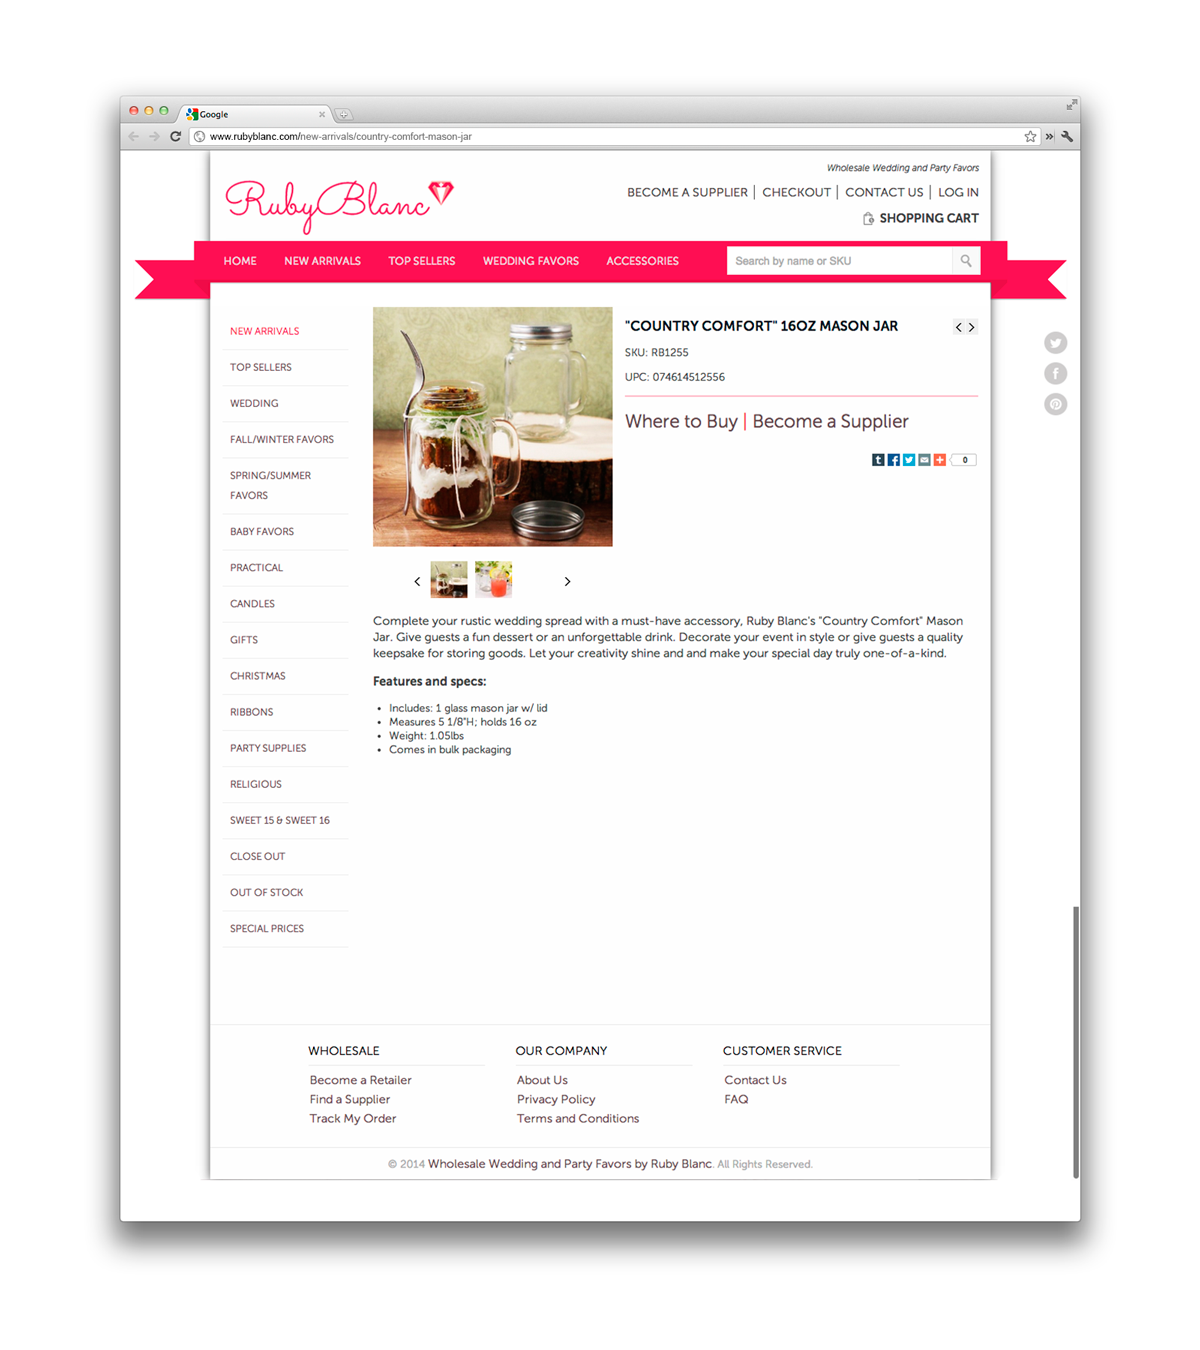 Google
www.rubyblanc.com/new-arrivals/country-comfort-mason-jar
Wholesale Wedding and Party Favors
RubyBlanc
BECOME A SUPPLIER | CHECKOUT | CONTACT US | LOG IN
SHOPPING CART
HOME NEW ARRIVALS TOP SELLERS WEDDING FAVORS ACCESSORIES Search by name or SKU
NEW ARRIVALS
TOP SELLERS
WEDDING
FALL/WINTER FAVORS
SPRING/SUMMER
FAVORS
BABY FAVORS
PRACTICAL
CANDLES
GIFTS
CHRISTMAS
RIBBONS
PARTY SUPPLIES
RELIGIOUS
SWEET 15 & SWEET 16
CLOSE OUT
OUT OF STOCK
SPECIAL PRICES
"COUNTRY COMFORT" 16OZ MASON JAR
SKU: RB1255
UPC: 074614512556
Where to Buy | Become a Supplier
0
Complete your rustic wedding spread with a must-have accessory, Ruby Blanc's "Country Comfort" Mason
Jar. Give guests a fun dessert or an unforgettable drink. Decorate your event in style or give guests a quality
keepsake for storing goods. Let your creativity shine and and make your special day truly one-of-a-kind.
Features and specs:
• Includes: 1 glass mason jar w/ lid
• Measures 5 1/8"H; holds 16 oz
• Weight: 1.05lbs
• Comes in bulk packaging
WHOLESALE
Become a Retailer
Find a Supplier
Track My Order
OUR COMPANY
About Us
Privacy Policy
Terms and Conditions
CUSTOMER SERVICE
Contact Us
FAQ
© 2014 Wholesale Wedding and Party Favors by Ruby Blanc. All Rights Reserved.